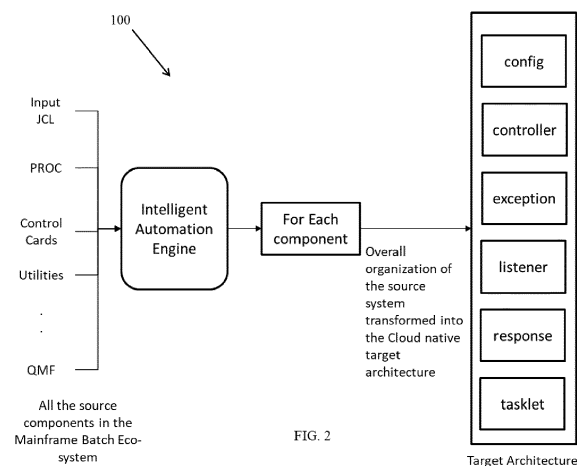 100
Input
JCL
PROC
Control
Cards
Utilities
.
.
QMF
All the source
components in the
Mainframe Batch Eco-
system
Intelligent
Automation
Engine
For Each
component
Overall
organization of
the source
system
transformed into
the Cloud native
target
architecture
config
controller
exception
listener
response
tasklet
Target Architecture
FIG. 2